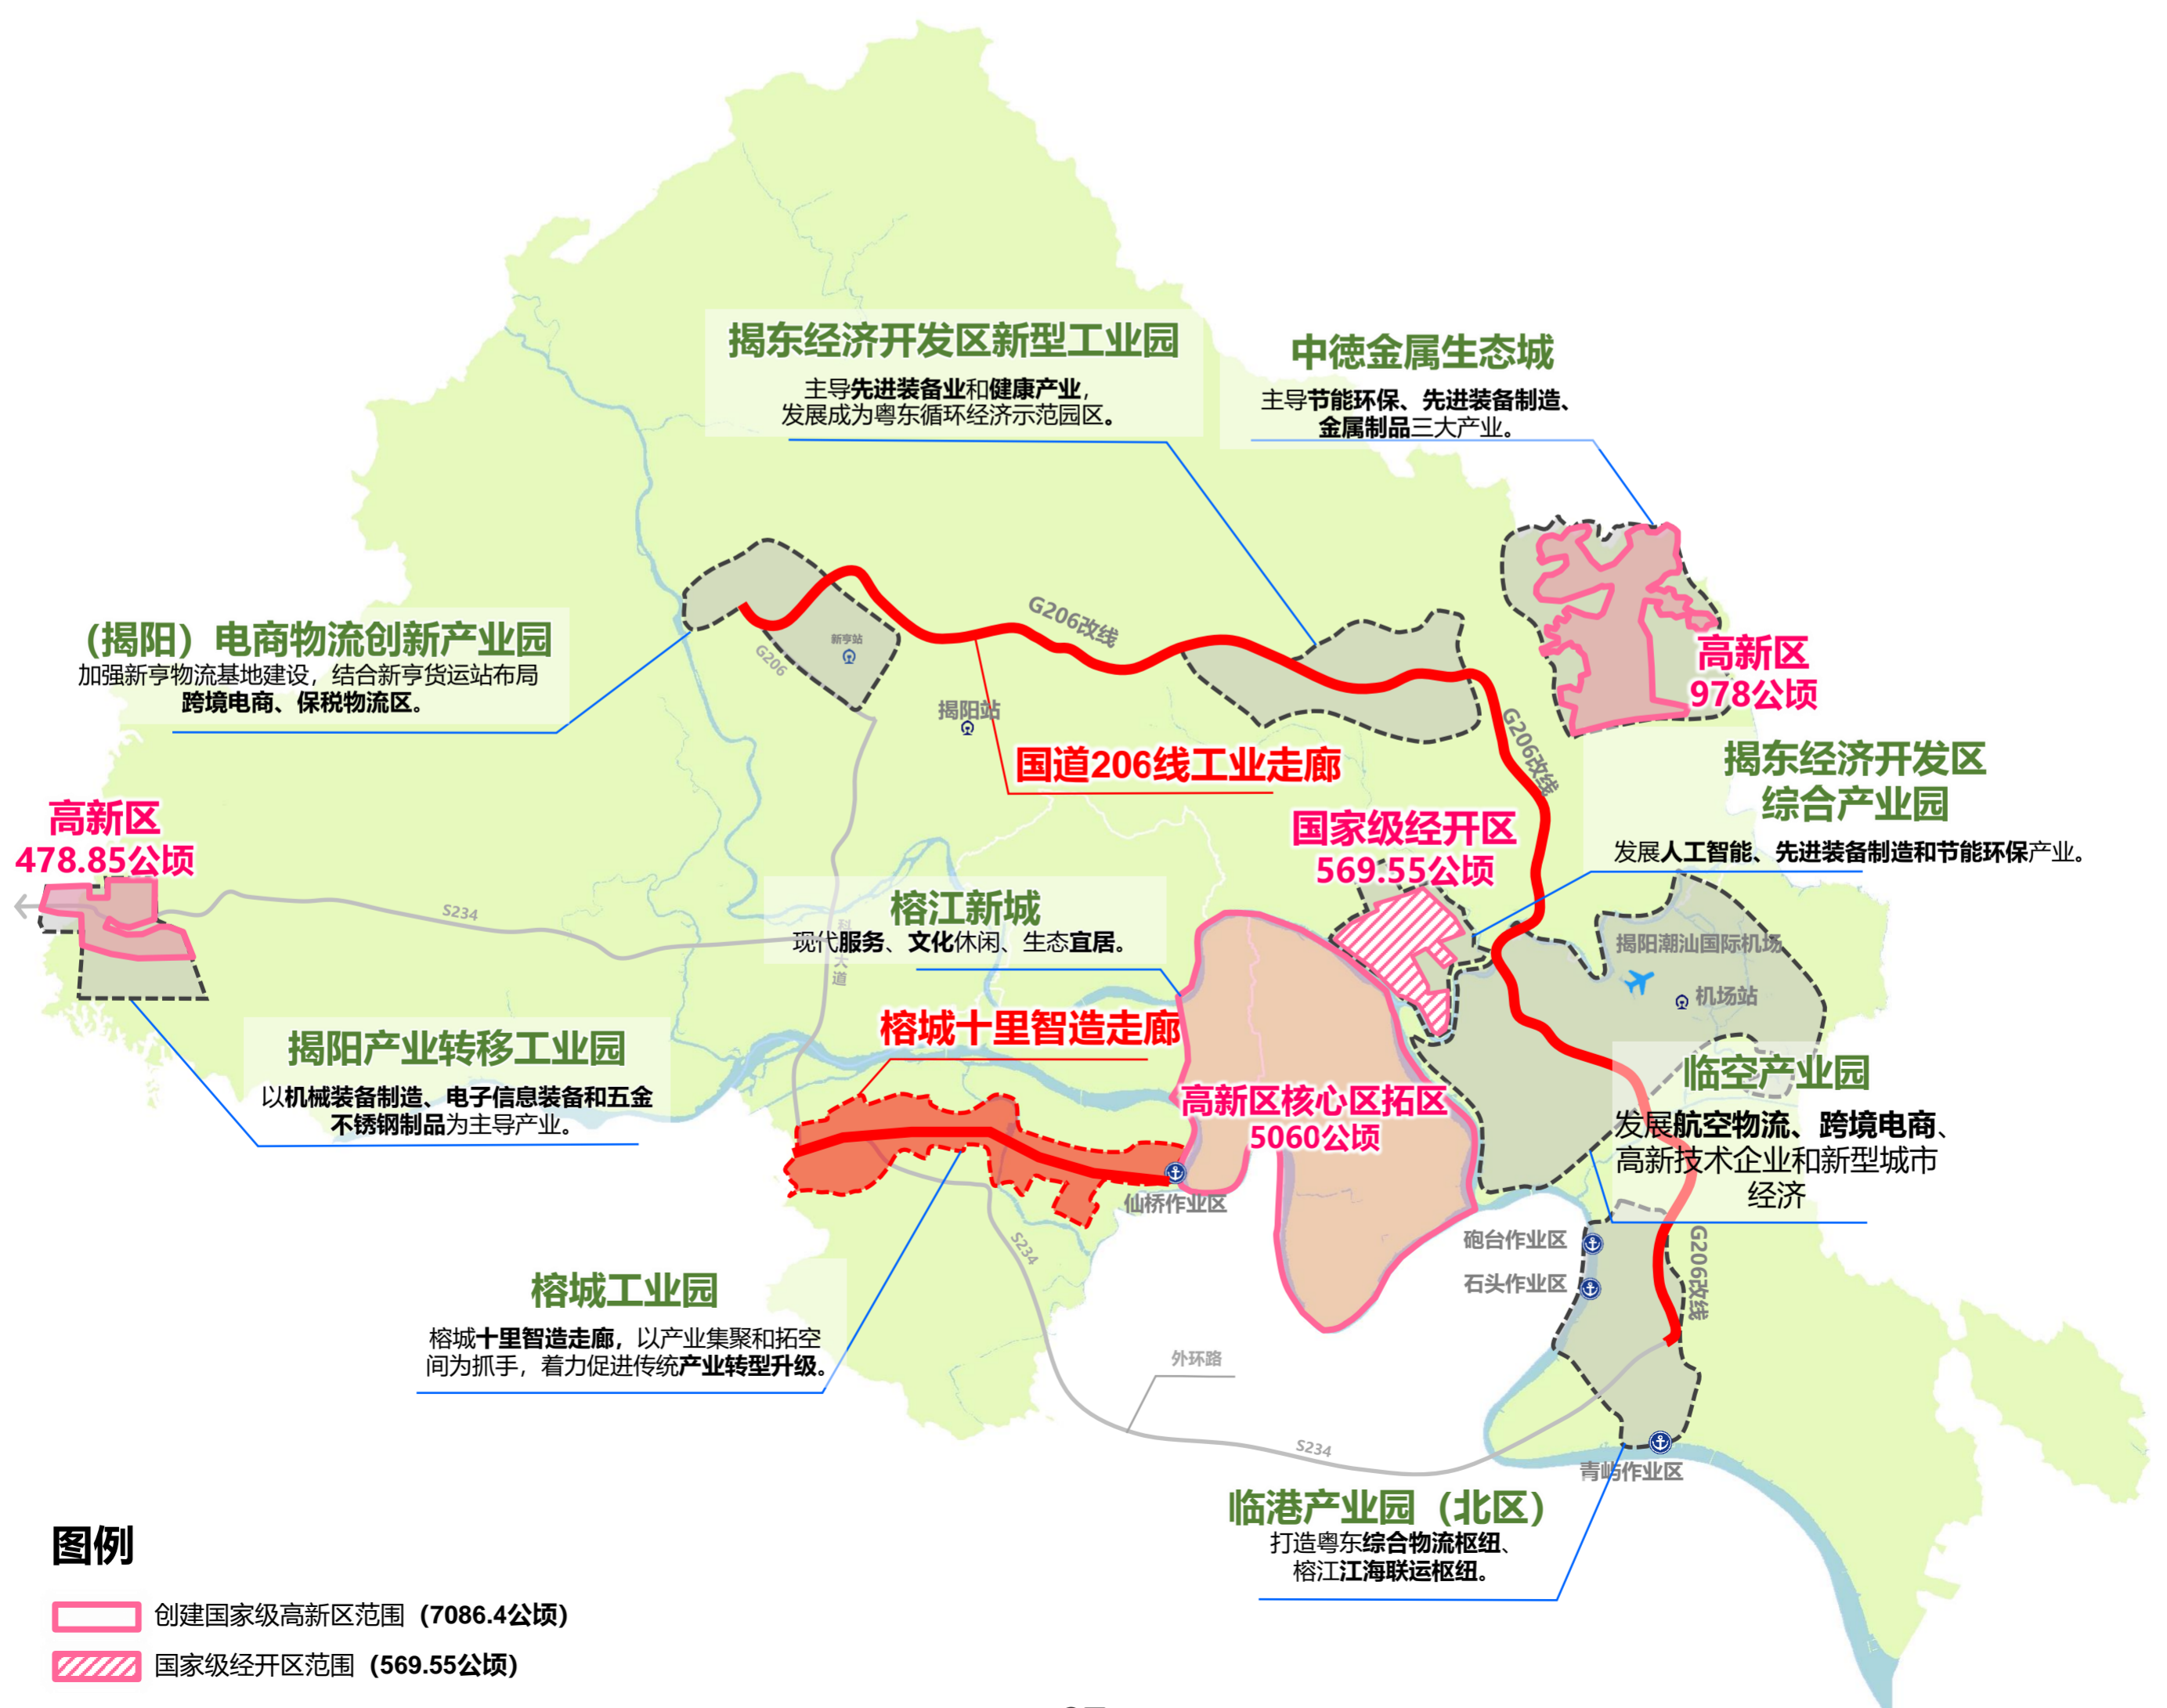 揭东经济开发区新型工业园
主导先进装备业和健康产业，
发展成为粤东循环经济示范园区。
中德金属生态城
主导节能环保、先进装备制造、
金属制品三大产业。
（揭阳）电商物流创新产业园
加强新亨物流基地建设，结合新亨货运站布局
跨境电商、保税物流区。
新亨站
G206
G206改线
揭阳站
国道206线工业走廊
高新区
978公顷
G206改线
揭东经济开发区
综合产业园
发展人工智能、先进装备制造和节能环保产业。
高新区
478.85公顷
S234
国家级经开区
569.55公顷
榕江新城
现代服务、文化休闲、生态宜居。
科
大
道
揭阳潮汕国际机场
机场站
榕城十里智造走廊
揭阳产业转移工业园
以机械装备制造、电子信息装备和五金
不锈钢制品为主导产业。
高新区核心区拓区
5060公顷
临空产业园
发展航空物流、跨境电商、
高新技术企业和新型城市
经济
仙桥作业区
砲台作业区
石头作业区
G206改线
S234
榕城工业园
榕城十里智造走廊，以产业集聚和拓空
间为抓手，着力促进传统产业转型升级。
外环路
S234
青屿作业区
临港产业园（北区）
打造粤东综合物流枢纽、
榕江江海联运枢纽。
图例
创建国家级高新区范围（7086.4公顷）
国家级经开区范围（569.55公顷）